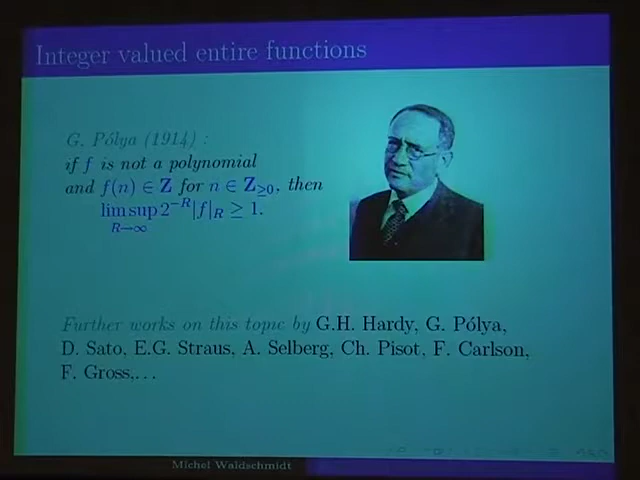 Integer valued entire functions
G. Pólya (1914) :
if f is not a polynomial
and f(n) ∈ Z for n ∈ Z≥0, then
lim sup 2^{-R}|f|_R ≥ 1.
R→∞
Further works on this topic by G.H. Hardy, G. Pólya,
D. Sato, E.G. Straus, A. Selberg, Ch. Pisot, F. Carlson,
F. Gross,...
Michel Waldschmidt